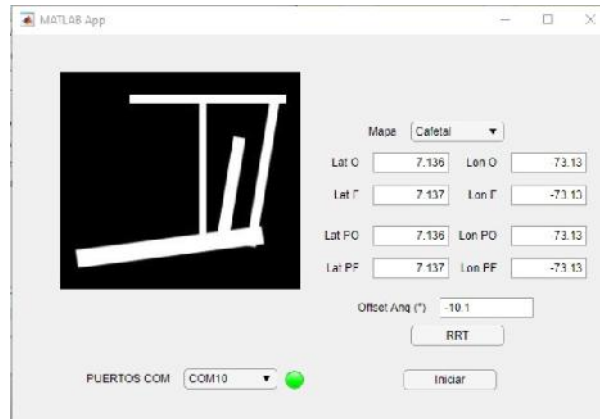 MATLAB App
Mapa Cafetal
Lat O 7.136 Lon O -73.13
Lat F 7.137 Lon F -73.13
Lat PO 7.136 Lon PO -73.13
Lat PF 7.137 Lon PF -73.13
Offset Ang (°) -10.1
RRT
PUERTOS COM COM10 Iniciar